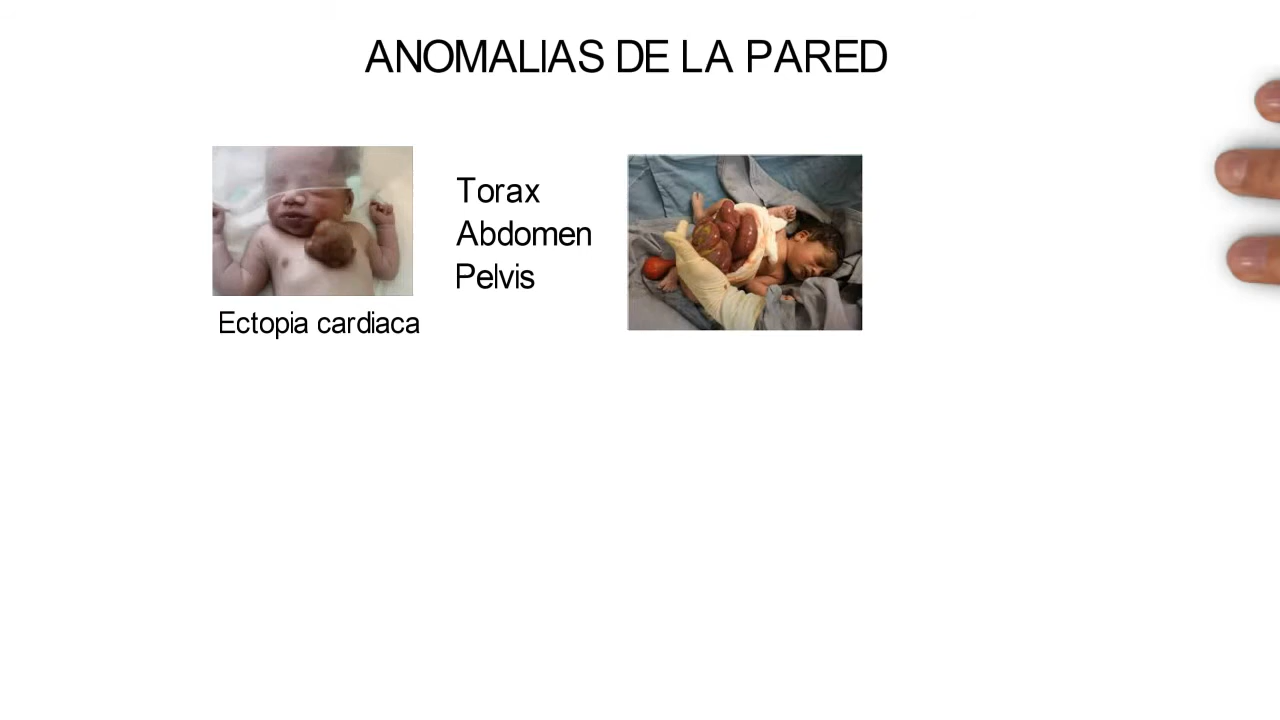 ANOMALIAS DE LA PARED
Torax
Abdomen
Pelvis
Ectopia cardiaca